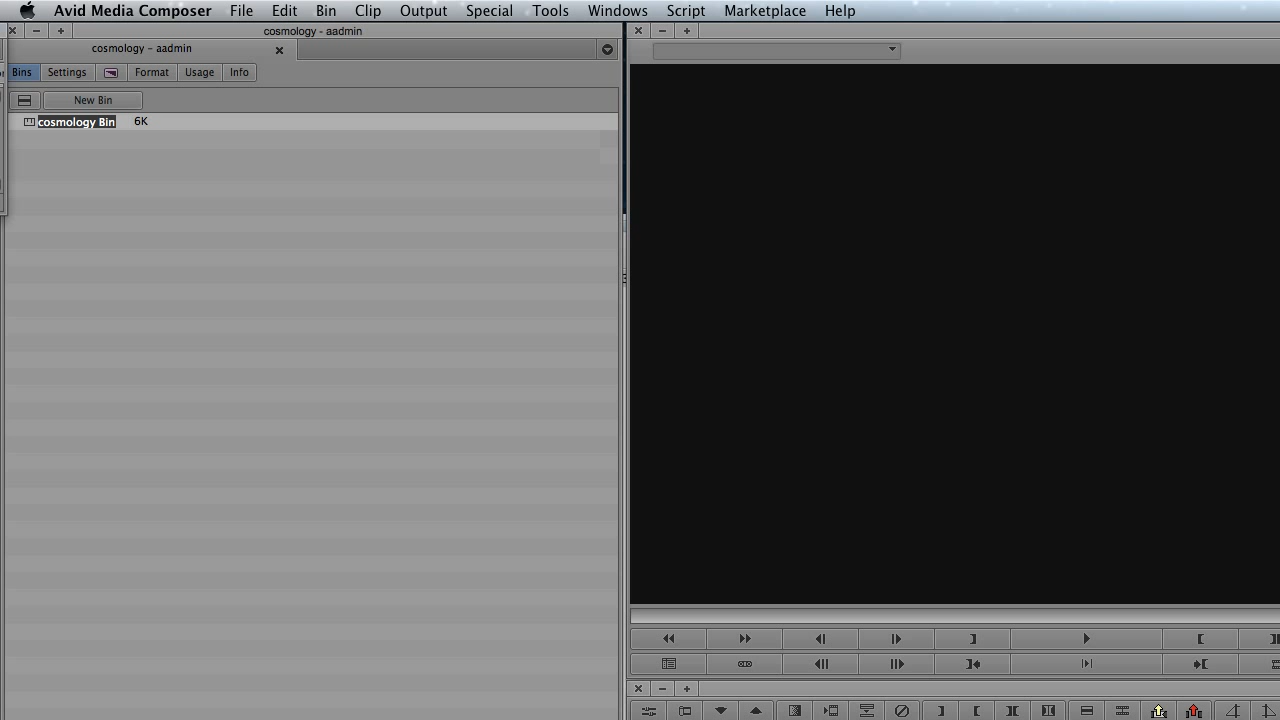 Avid Media Composer File Edit Bin Clip Output Special Tools Windows Script Marketplace Help
cosmology - aadmin
cosmology - aadmin
Bins Settings Format Usage Info
New Bin
cosmology Bin 6K